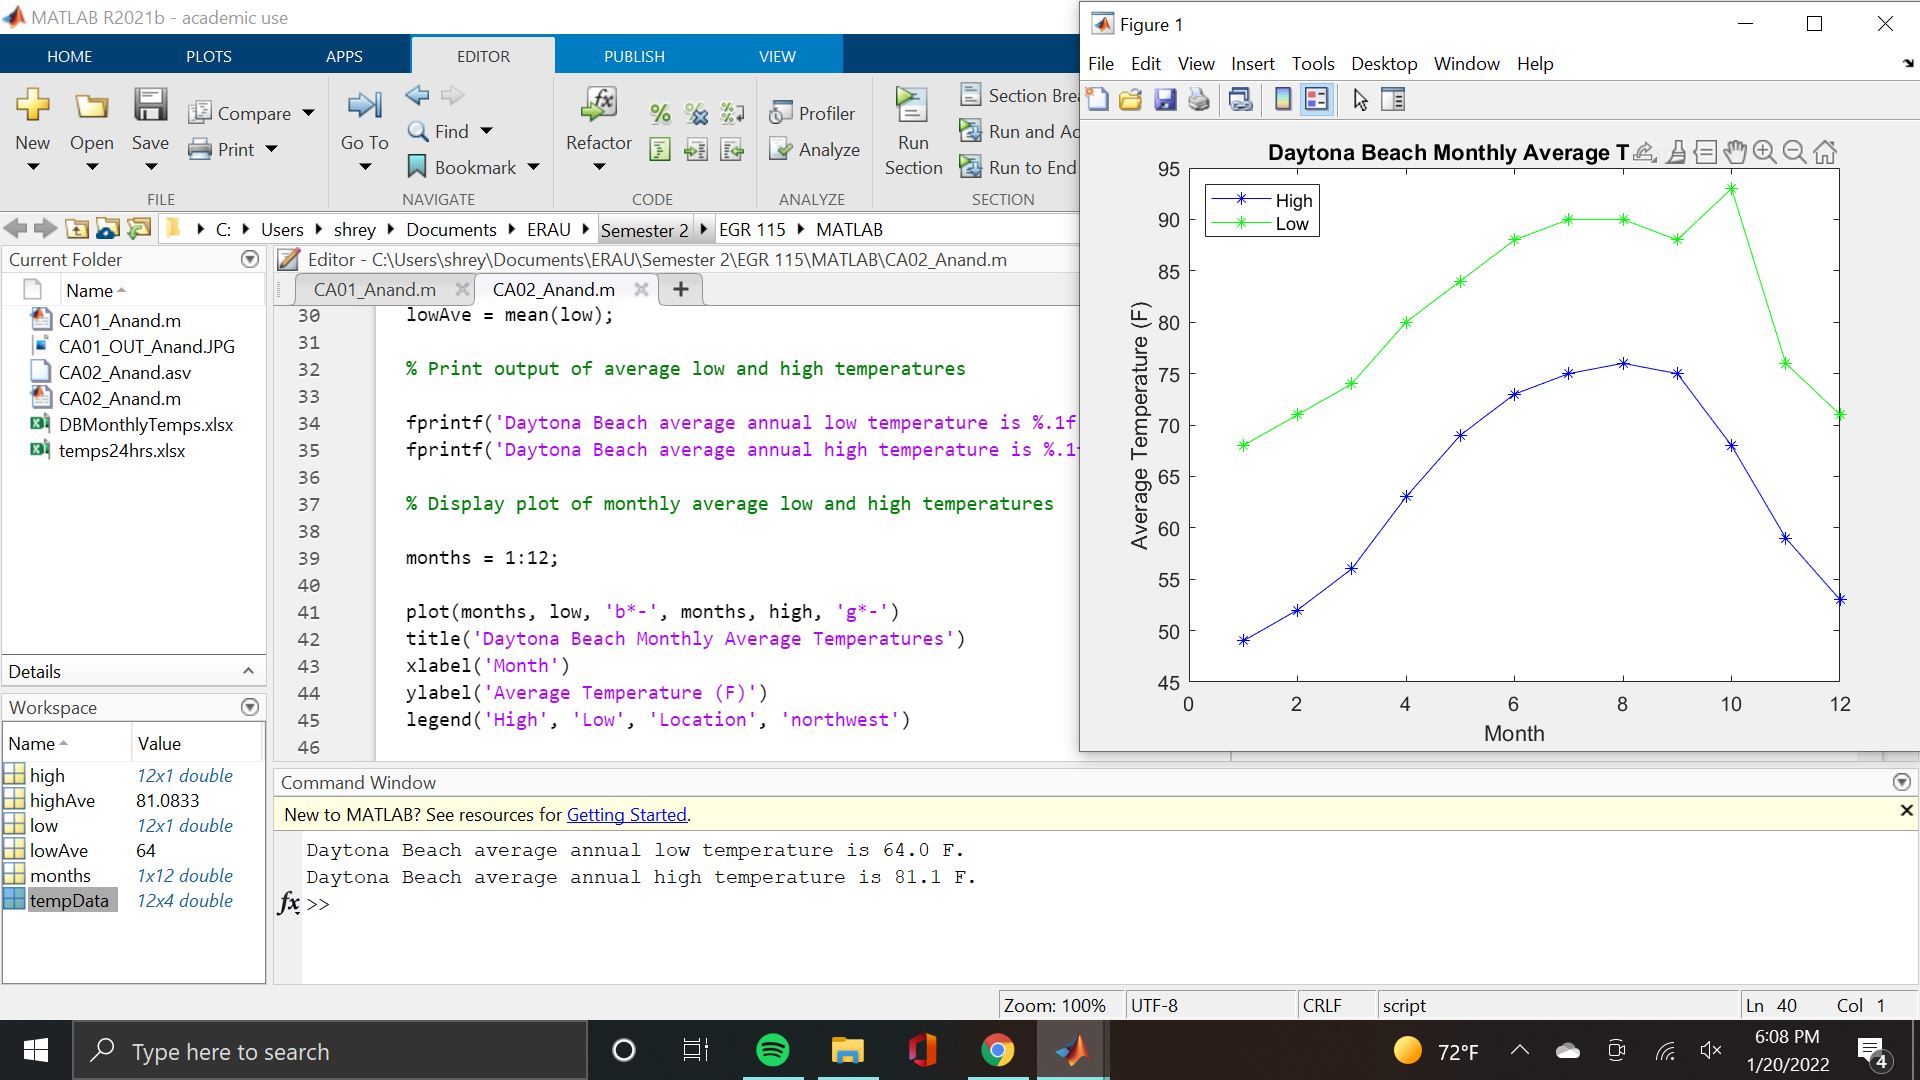 MATLAB R2021b - academic use
HOME PLOTS APPS EDITOR PUBLISH VIEW
New Open Save Compare Print
FILE
Go To Find Bookmark
NAVIGATE
Refactor
CODE
Profiler
Analyze
ANALYZE
Run Section
Section Brea
Run and Ad
Run to End
SECTION
C: Users shrey Documents ERAU Semester 2 EGR 115 MATLAB
Current Folder
Name
CA01_Anand.m
CA01_OUT_Anand.JPG
CA02_Anand.asv
CA02_Anand.m
DBMonthlyTemps.xlsx
temps24hrs.xlsx
Details
Workspace
Name Value
high 12x1 double
highAve 81.0833
low 12x1 double
lowAve 64
months 1x12 double
tempData 12x4 double
Editor - C:\Users\shrey\Documents\ERAU\Semester 2\EGR 115\MATLAB\CA02_Anand.m
CA01_Anand.m CA02_Anand.m
30 lowAve = mean(low);
31
32 % Print output of average low and high temperatures
33
34 fprintf('Daytona Beach average annual low temperature is %.1f
35 fprintf('Daytona Beach average annual high temperature is %.1
36
37 % Display plot of monthly average low and high temperatures
38
39 months = 1:12;
40
41 plot(months, low, 'b*-', months, high, 'g*-')
42 title('Daytona Beach Monthly Average Temperatures')
43 xlabel('Month')
44 ylabel('Average Temperature (F)')
45 legend('High', 'Low', 'Location', 'northwest')
46
Figure 1
File Edit View Insert Tools Desktop Window Help
Daytona Beach Monthly Average T
High
Low
Average Temperature (F)
95
90
85
80
75
70
65
60
55
50
45
0 2 4 6 8 10 12
Month
Command Window
New to MATLAB? See resources for Getting Started.
Daytona Beach average annual low temperature is 64.0 F.
Daytona Beach average annual high temperature is 81.1 F.
fx >>
Zoom: 100% UTF-8 CRLF script Ln 40 Col 1
Type here to search
72°F
6:08 PM
1/20/2022
4